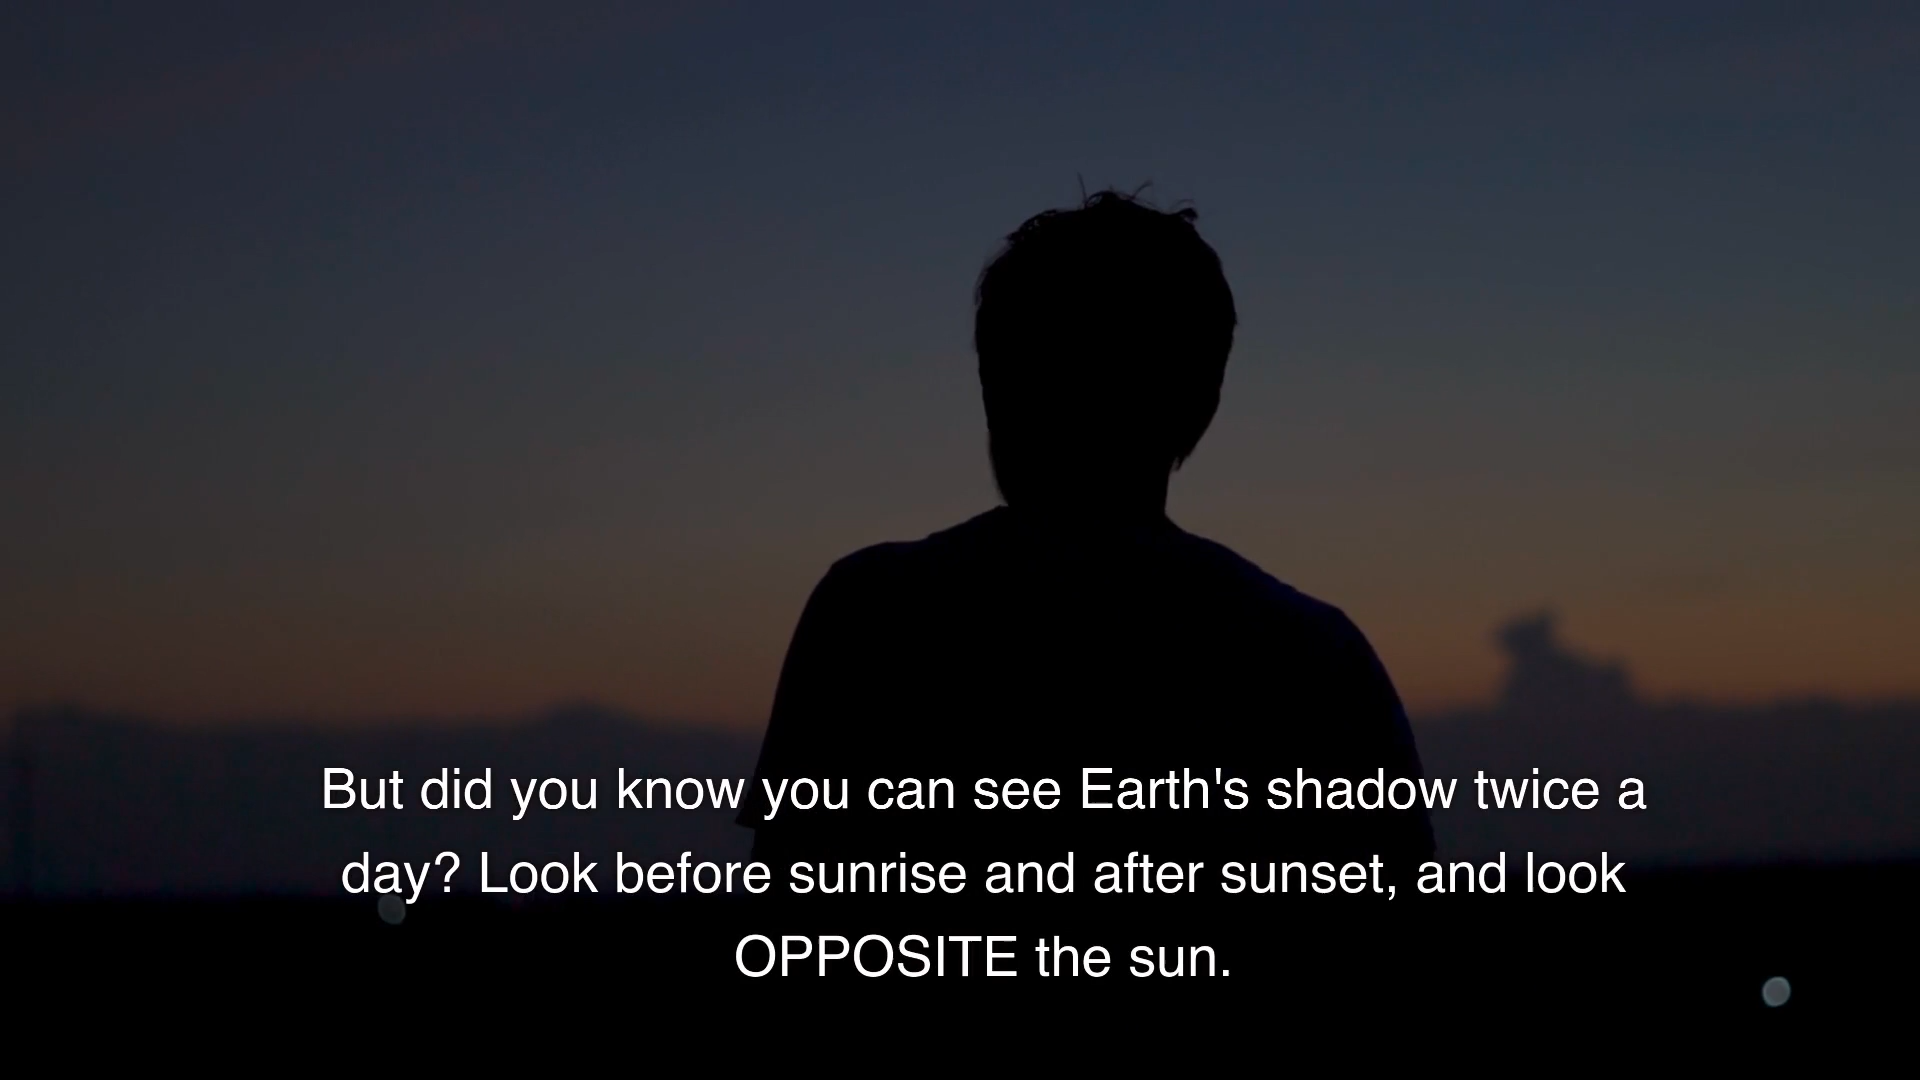 But did you know you can see Earth's shadow twice a
day? Look before sunrise and after sunset, and look
OPPOSITE the sun.